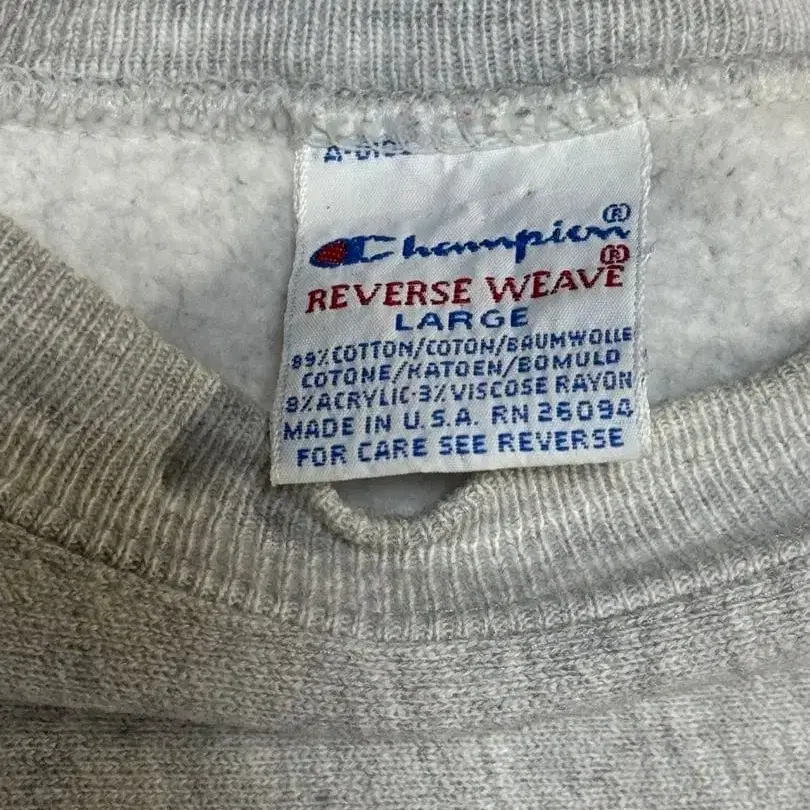 Champion®
REVERSE WEAVE®
LARGE
89% COTTON/COTON/BAUMWOLLE
COTONE/KATOEN/BOMULD
8% ACRYLIC·3% VISCOSE RAYON
MADE IN U.S.A. RN 26094
FOR CARE SEE REVERSE